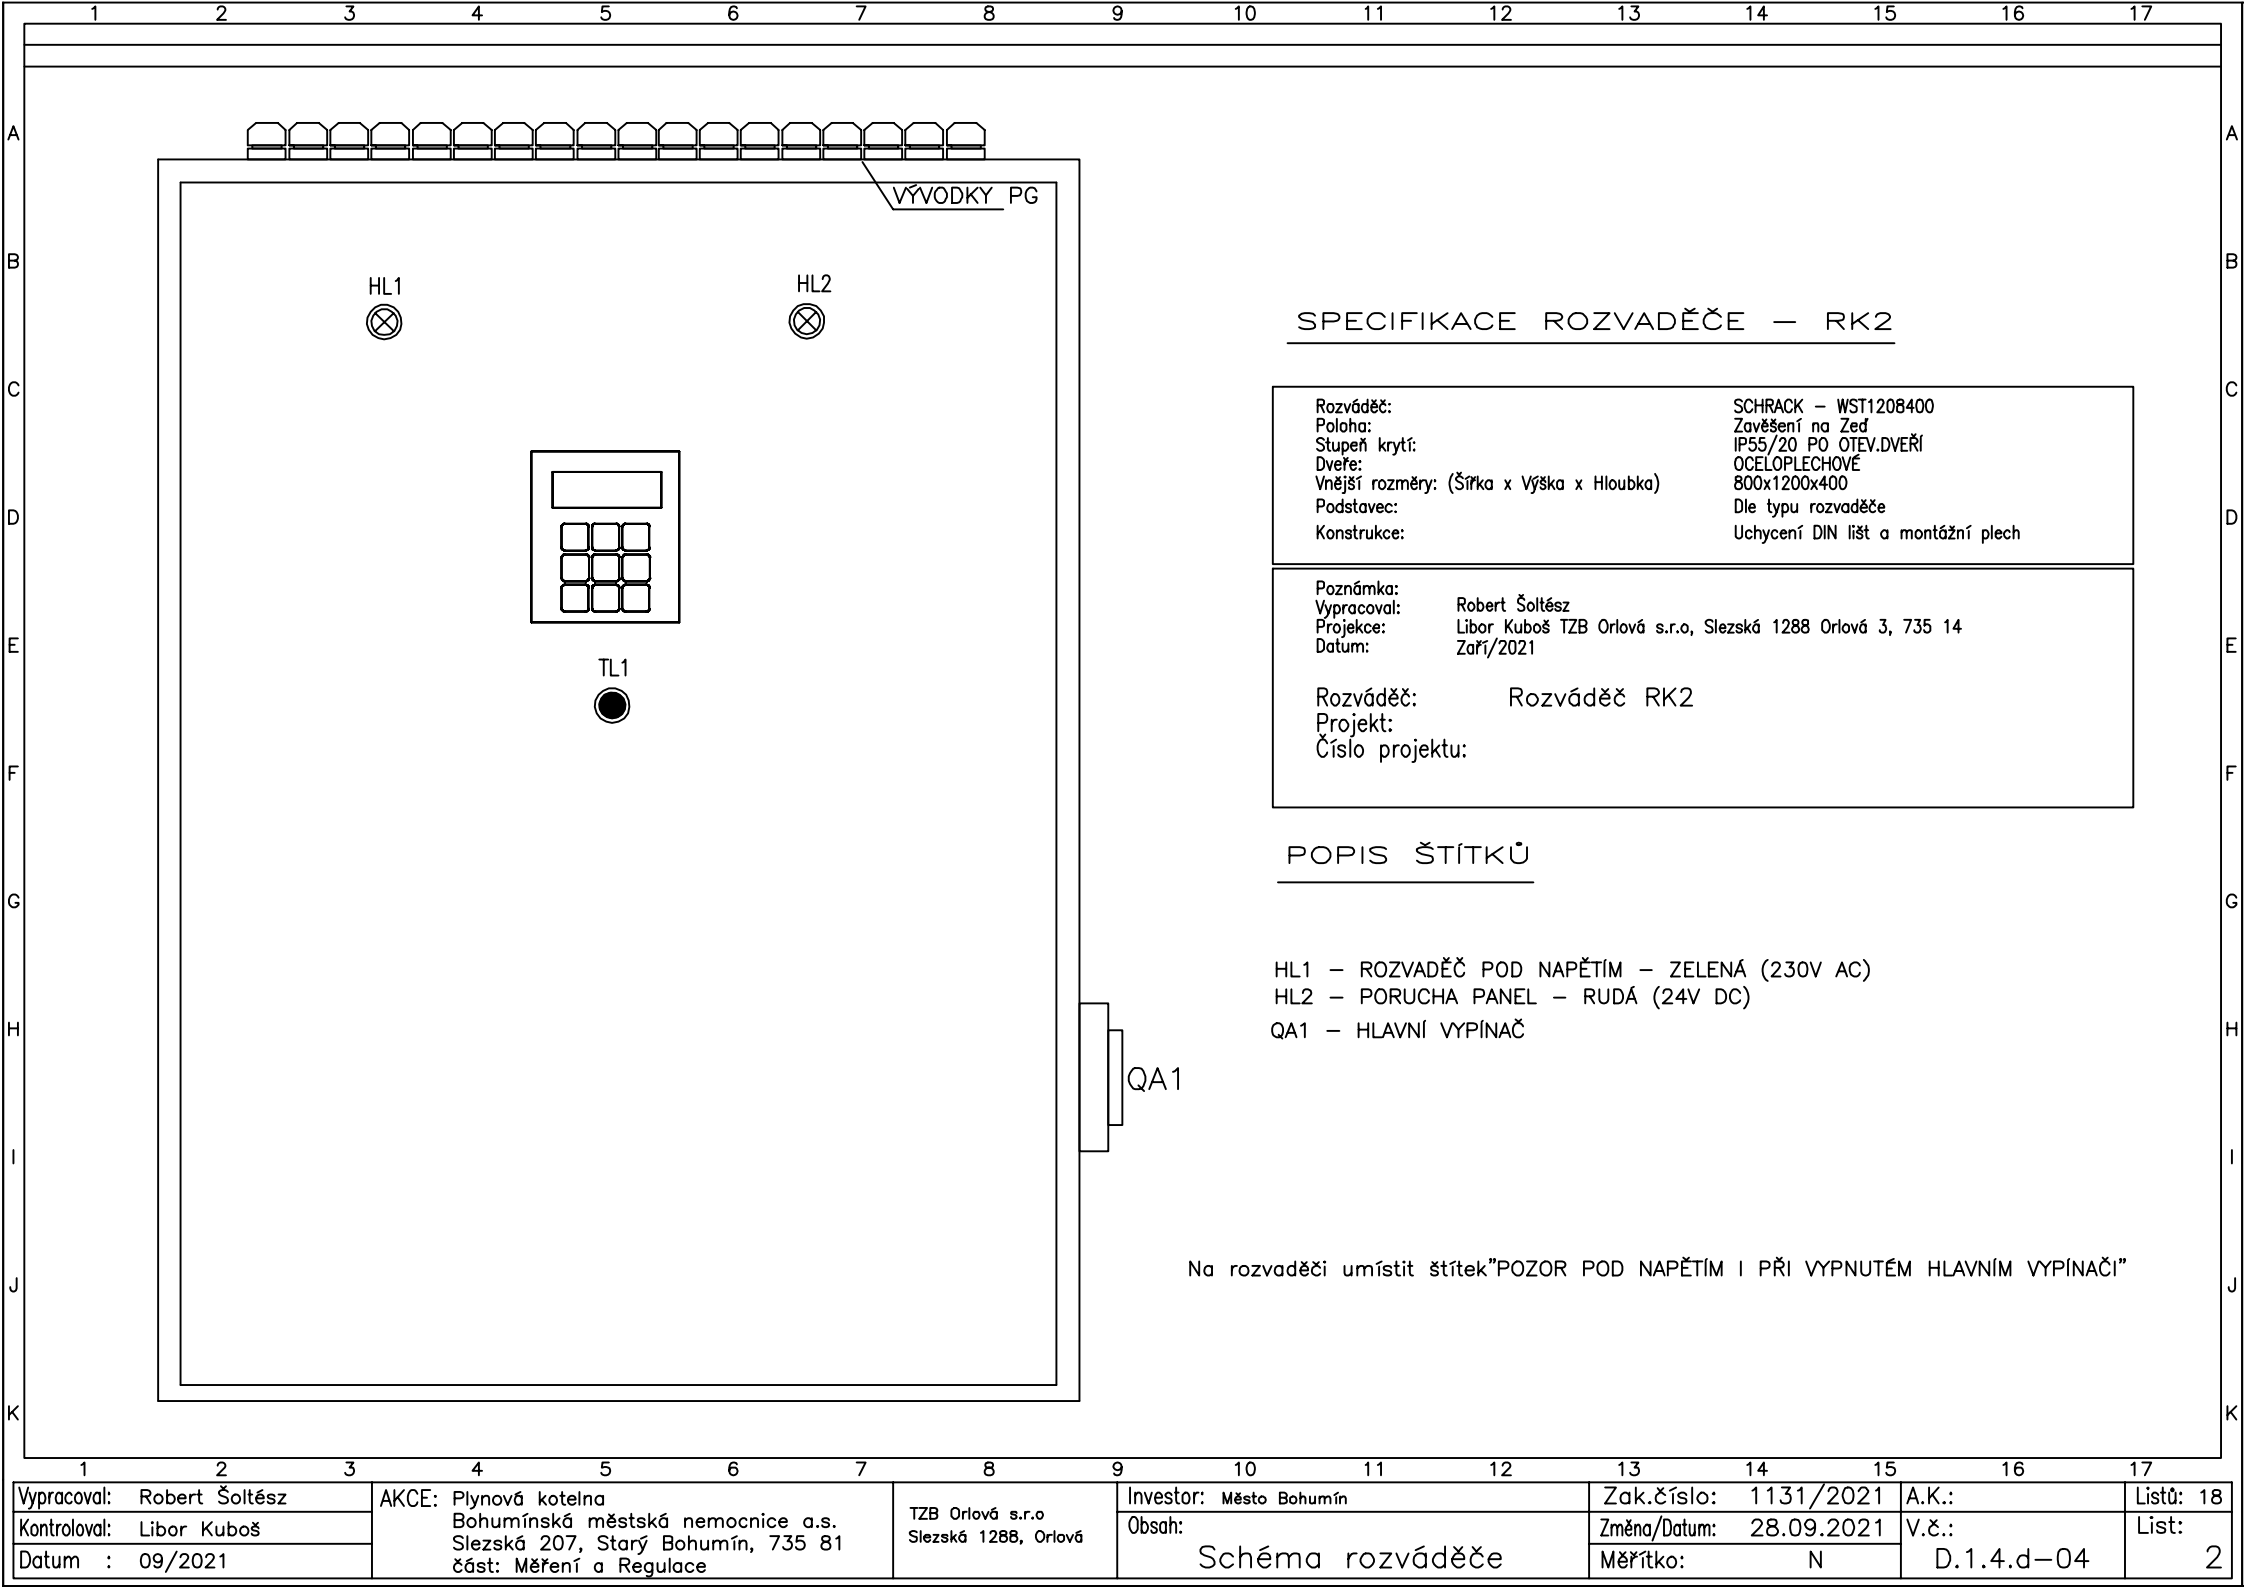 1 2 3 4 5 6 7 8 9 10 11 12 13 14 15 16 17
A A
VÝVODKY PG
B B
HL1 HL2
SPECIFIKACE ROZVADĚČE – RK2
C C
Rozváděč: SCHRACK – WST1208400
Poloha: Zavěšení na Zeď
Stupeň krytí: IP55/20 PO OTEV.DVEŘÍ
Dveře: OCELOPLECHOVÉ
Vnější rozměry: (Šířka x Výška x Hloubka) 800x1200x400
Podstavec: Dle typu rozvaděče
D D
Konstrukce: Uchycení DIN lišt a montážní plech
Poznámka:
Vypracoval: Robert Šoltész
Projekce: Libor Kuboš TZB Orlová s.r.o, Slezská 1288 Orlová 3, 735 14
Datum: Zaří/2021
E E
TL1
Rozváděč: Rozváděč RK2
Projekt:
Číslo projektu:
F F
POPIS ŠTÍTKŮ
G G
HL1 – ROZVADĚČ POD NAPĚTÍM – ZELENÁ (230V AC)
HL2 – PORUCHA PANEL – RUDÁ (24V DC)
QA1 – HLAVNÍ VYPÍNAČ
H H
QA1
I I
Na rozvaděči umístit štítek"POZOR POD NAPĚTÍM I PŘI VYPNUTÉM HLAVNÍM VYPÍNAČI"
J J
K K
1 2 3 4 5 6 7 8 9 10 11 12 13 14 15 16 17
Vypracoval: Robert Šoltész
Kontroloval: Libor Kuboš
Datum : 09/2021
AKCE: Plynová kotelna
Bohumínská městská nemocnice a.s.
Slezská 207, Starý Bohumín, 735 81
část: Měření a Regulace
TZB Orlová s.r.o
Slezská 1288, Orlová
Investor: Město Bohumín
Obsah:
Schéma rozváděče
Zak.číslo: 1131/2021
Změna/Datum: 28.09.2021
Měřítko: N
A.K.:
V.č.:
D.1.4.d–04
Listů: 18
List:
2